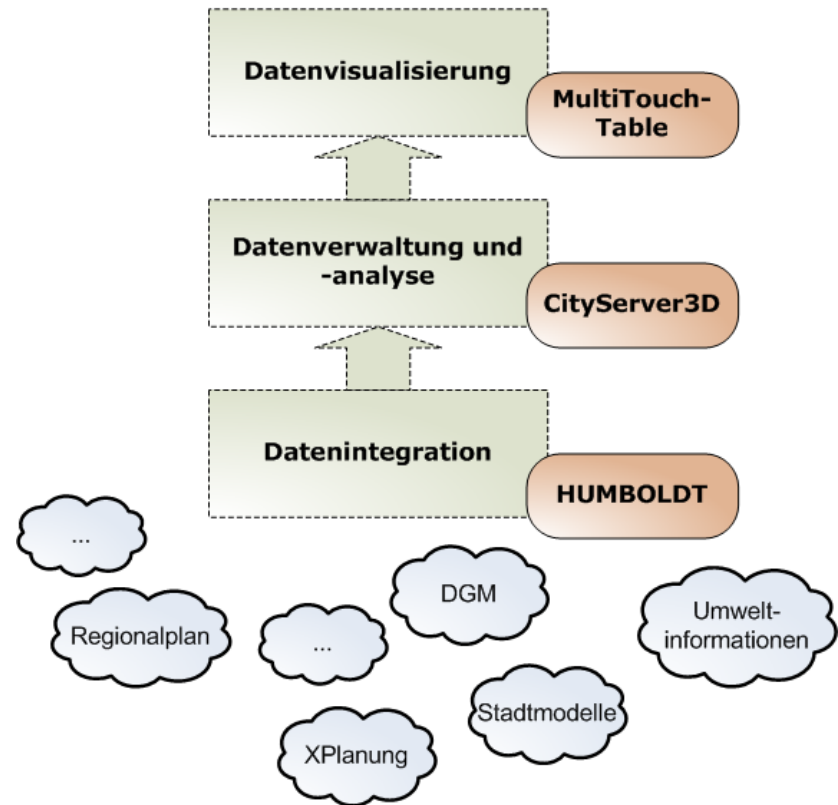 Datenvisualisierung
MultiTouch-
Table
Datenverwaltung und
-analyse
CityServer3D
Datenintegration
HUMBOLDT
...
DGM
Regionalplan
Umwelt-
informationen
...
Stadtmodelle
XPlanung